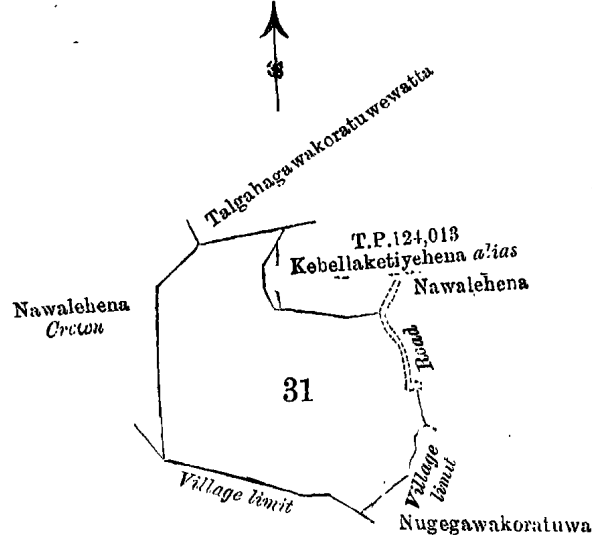 Talgahagawakoratuwewatta
T.P.124,013
Kebellaketiyehena alias
Nawalehena
Nawalehena
Crown
Road
31
Village limit
Village
limit
Nugegawakoratuwa